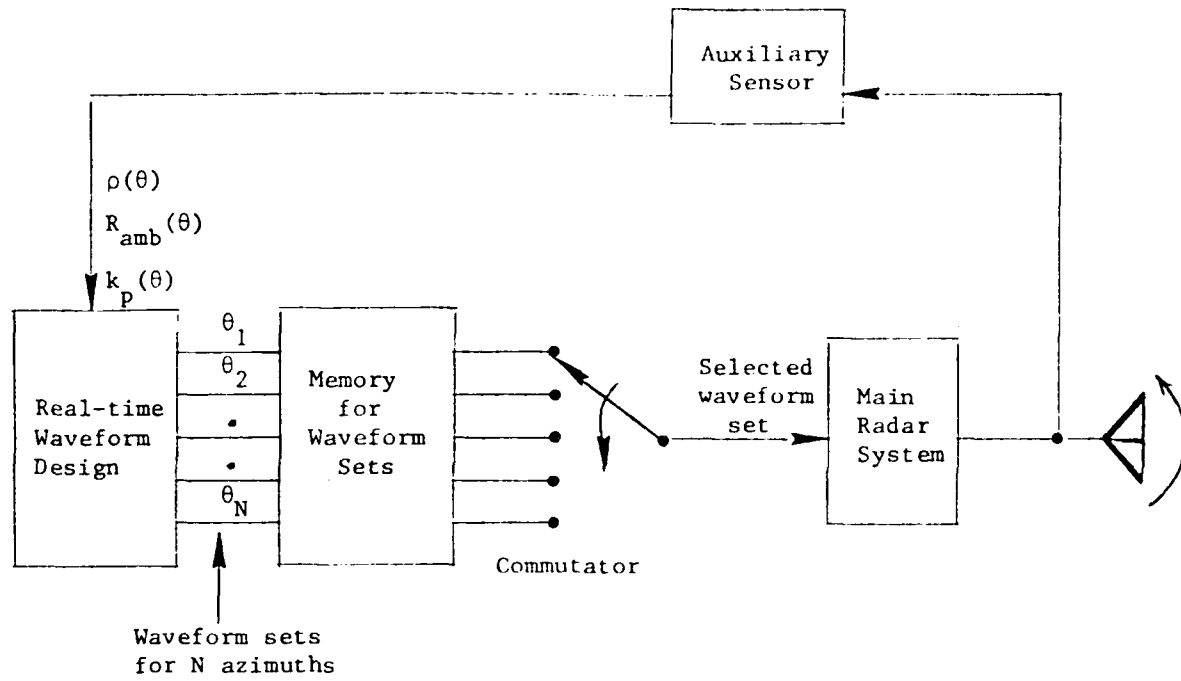 Auxiliary
Sensor
ρ(θ)
R_amb(θ)
k_p(θ)
θ_1
θ_2
θ_N
Real-time
Waveform
Design
Memory
for
Waveform
Sets
Selected
waveform
set
Main
Radar
System
Commutator
Waveform sets
for N azimuths